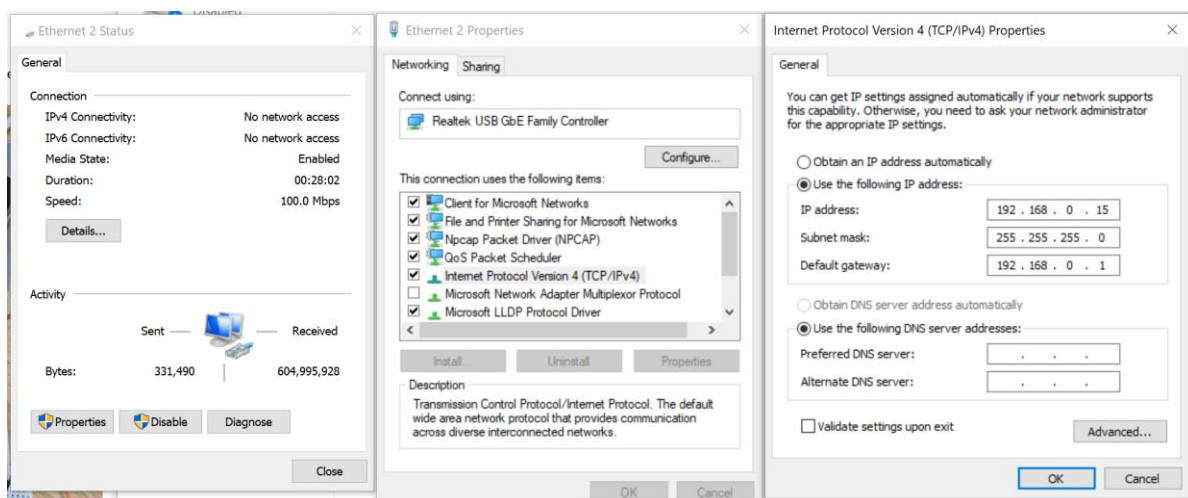 Disabled
Ethernet 2 Status
General
Connection
IPv4 Connectivity: No network access
IPv6 Connectivity: No network access
Media State: Enabled
Duration: 00:28:02
Speed: 100.0 Mbps
Details...
Activity
Sent Received
Bytes: 331,490 604,995,928
Properties Disable Diagnose
Close
Ethernet 2 Properties
Networking Sharing
Connect using:
Realtek USB GbE Family Controller
Configure...
This connection uses the following items:
Client for Microsoft Networks
File and Printer Sharing for Microsoft Networks
Npcap Packet Driver (NPCAP)
QoS Packet Scheduler
Internet Protocol Version 4 (TCP/IPv4)
Microsoft Network Adapter Multiplexor Protocol
Microsoft LLDP Protocol Driver
Install... Uninstall Properties
Description
Transmission Control Protocol/Internet Protocol. The default
wide area network protocol that provides communication
across diverse interconnected networks.
OK Cancel
Internet Protocol Version 4 (TCP/IPv4) Properties
General
You can get IP settings assigned automatically if your network supports
this capability. Otherwise, you need to ask your network administrator
for the appropriate IP settings.
Obtain an IP address automatically
Use the following IP address:
IP address: 192 . 168 . 0 . 15
Subnet mask: 255 . 255 . 255 . 0
Default gateway: 192 . 168 . 0 . 1
Obtain DNS server address automatically
Use the following DNS server addresses:
Preferred DNS server: . . .
Alternate DNS server: . . .
Validate settings upon exit
Advanced...
OK Cancel